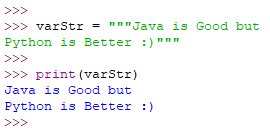 >>>
>>> varStr = """Java is Good but
Python is Better :)"""
>>>
>>> print(varStr)
Java is Good but
Python is Better :)
>>>